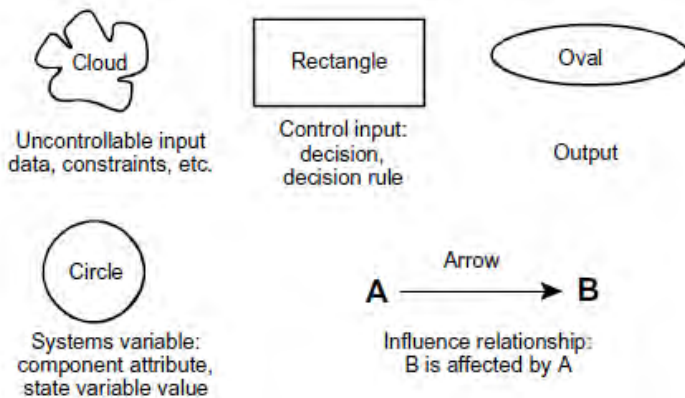 Cloud
Rectangle
Oval
Uncontrollable input
data, constraints, etc.
Control input:
decision,
decision rule
Output
Circle
Arrow
A
B
Systems variable:
component attribute,
state variable value
Influence relationship:
B is affected by A